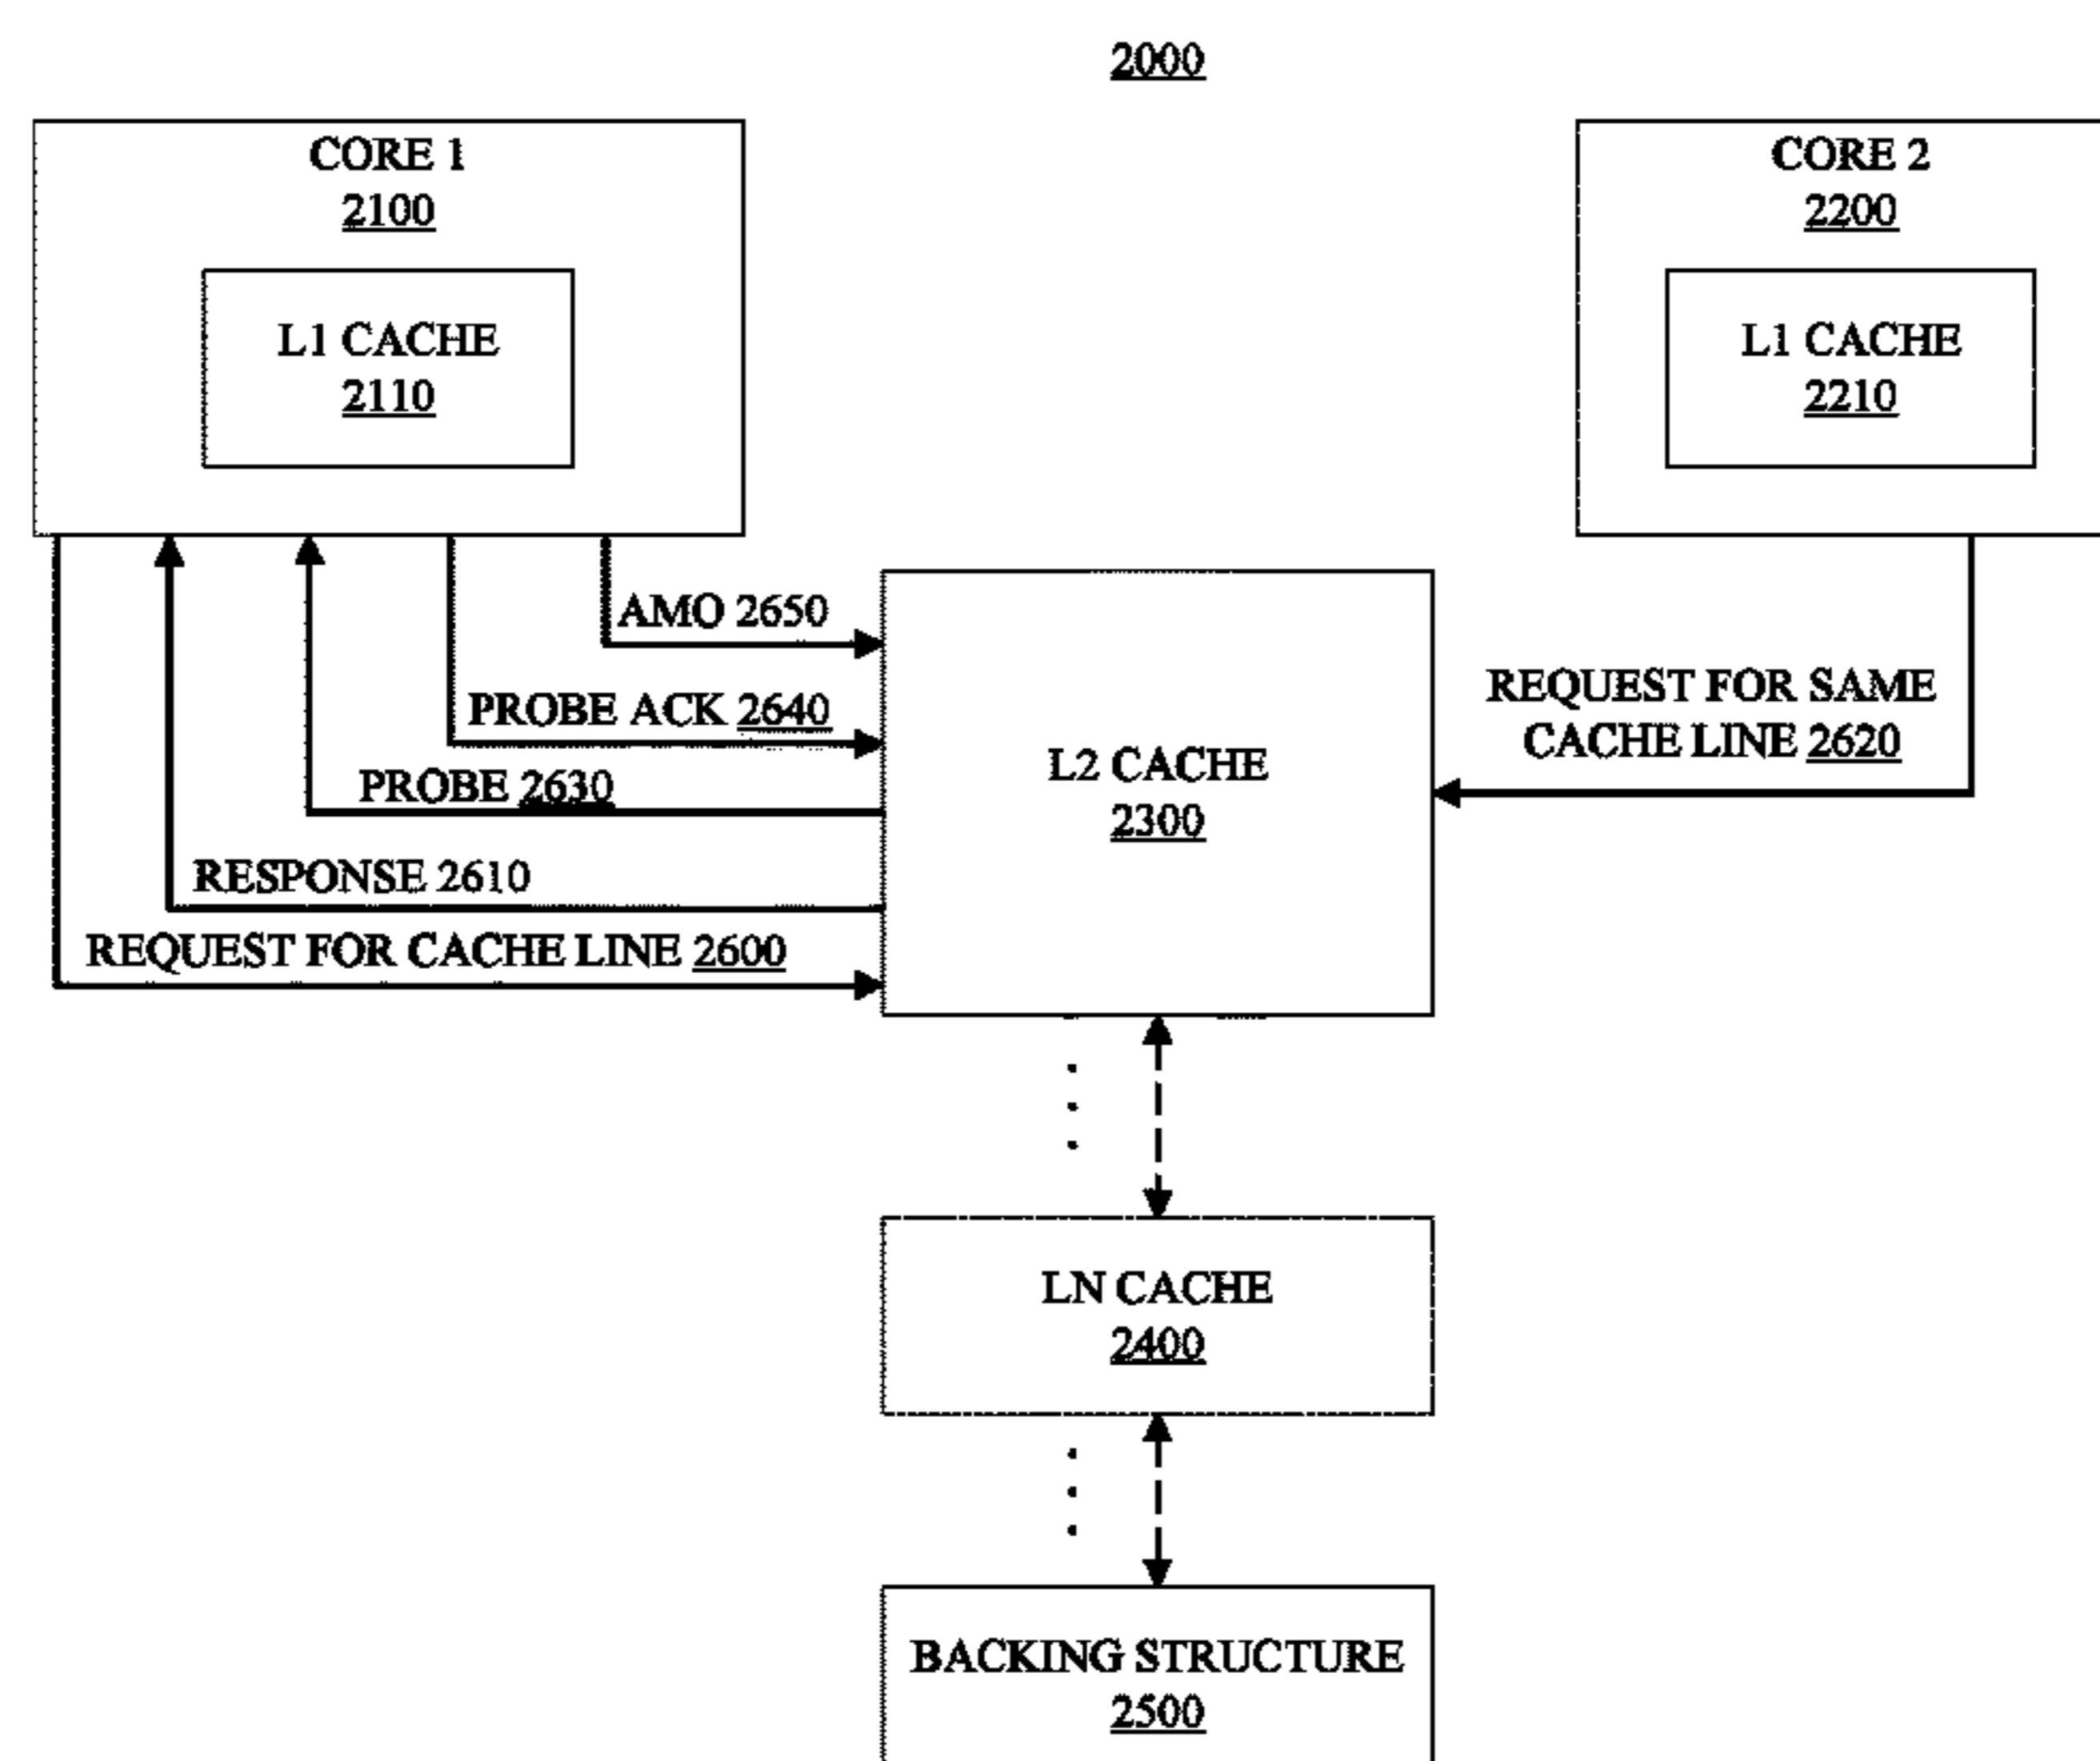 2000
CORE 1
2100
L1 CACHE
2110
CORE 2
2200
L1 CACHE
2210
AMO 2650
PROBE ACK 2640
PROBE 2630
RESPONSE 2610
REQUEST FOR CACHE LINE 2600
L2 CACHE
2300
REQUEST FOR SAME
CACHE LINE 2620
LN CACHE
2400
BACKING STRUCTURE
2500